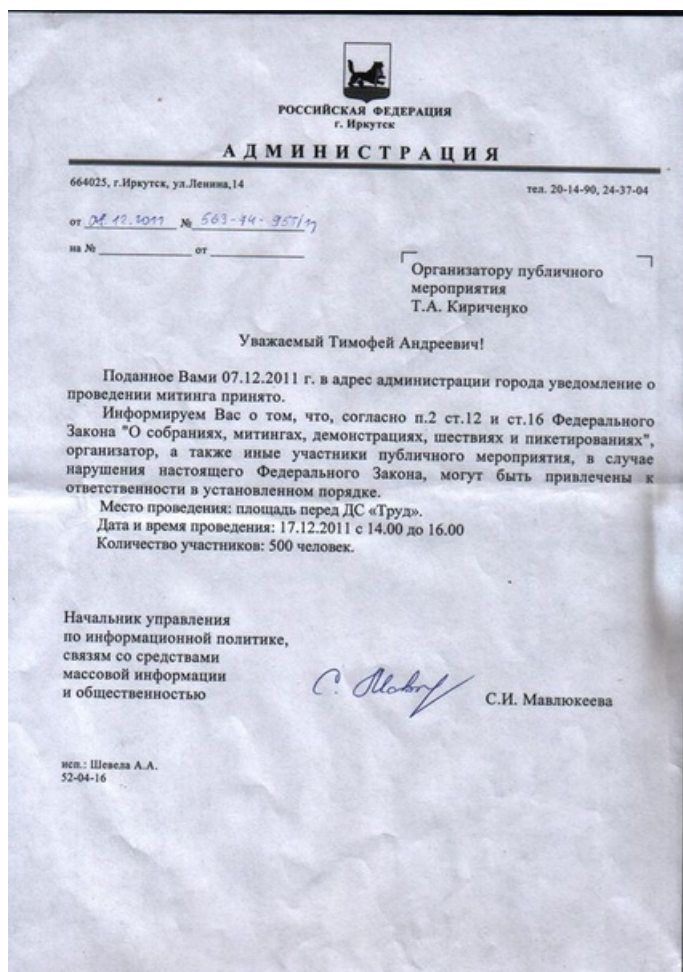 РОССИЙСКАЯ ФЕДЕРАЦИЯ
г. Иркутск
АДМИНИСТРАЦИЯ
664025, г.Иркутск, ул.Ленина,14
тел. 20-14-90, 24-37-04
от 08.12.2011 № 563-44-955/11
на № от
Организатору публичного
мероприятия
Т.А. Кириченко
Уважаемый Тимофей Андреевич!
Поданное Вами 07.12.2011 г. в адрес администрации города уведомление о
проведении митинга принято.
Информируем Вас о том, что, согласно п.2 ст.12 и ст.16 Федерального
Закона "О собраниях, митингах, демонстрациях, шествиях и пикетированиях",
организатор, а также иные участники публичного мероприятия, в случае
нарушения настоящего Федерального Закона, могут быть привлечены к
ответственности в установленном порядке.
Место проведения: площадь перед ДС «Труд».
Дата и время проведения: 17.12.2011 с 14.00 до 16.00
Количество участников: 500 человек.
Начальник управления
по информационной политике,
связям со средствами
массовой информации
и общественностью
С.И. Мавлюкеева
исп.: Шевела А.А.
52-04-16